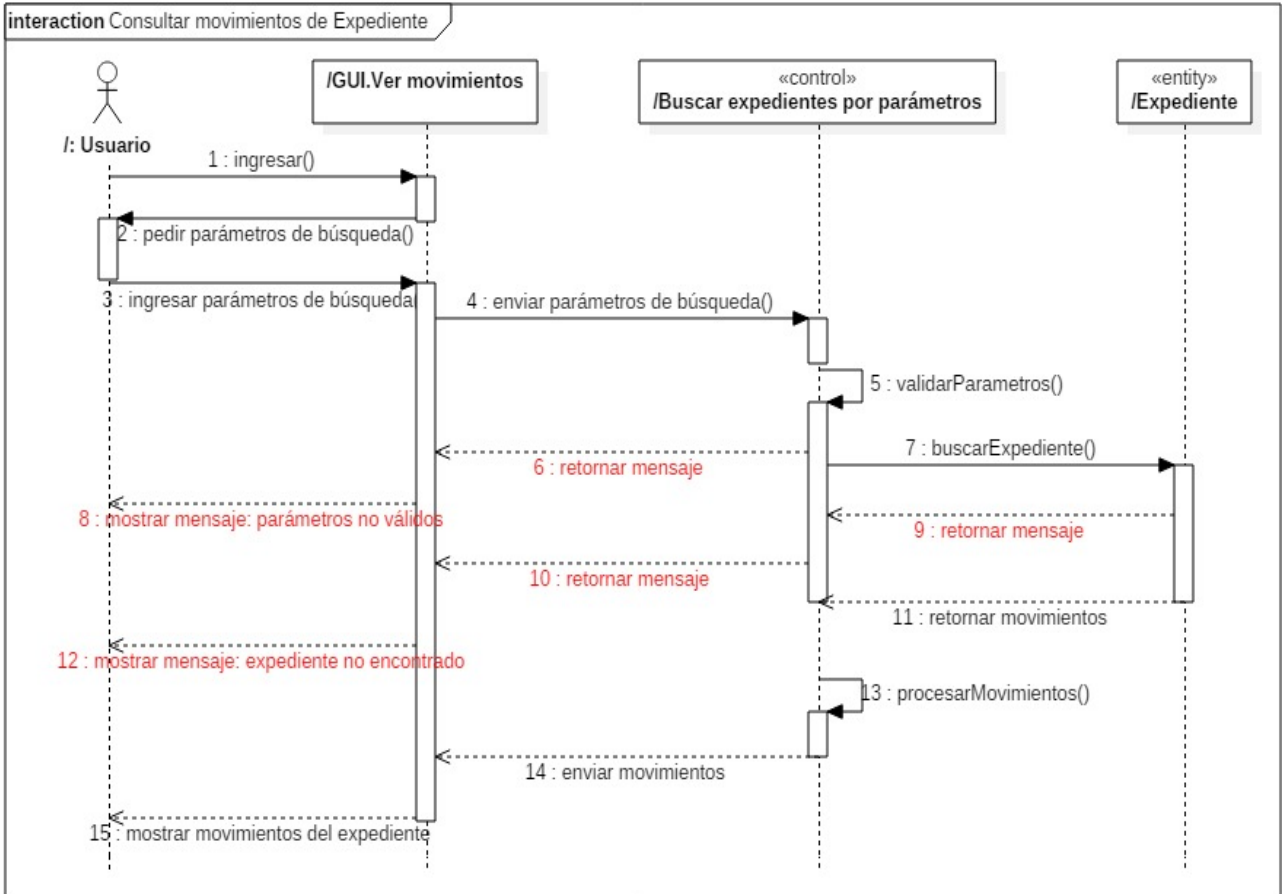 interaction Consultar movimientos de Expediente
/: Usuario
/GUI.Ver movimientos
«control»
/Buscar expedientes por parámetros
«entity»
/Expediente
1 : ingresar()
2 : pedir parámetros de búsqueda()
3 : ingresar parámetros de búsqueda(
4 : enviar parámetros de búsqueda()
5 : validarParametros()
6 : retornar mensaje
7 : buscarExpediente()
8 : mostrar mensaje: parámetros no válidos
9 : retornar mensaje
10 : retornar mensaje
11 : retornar movimientos
12 : mostrar mensaje: expediente no encontrado
13 : procesarMovimientos()
14 : enviar movimientos
15 : mostrar movimientos del expediente